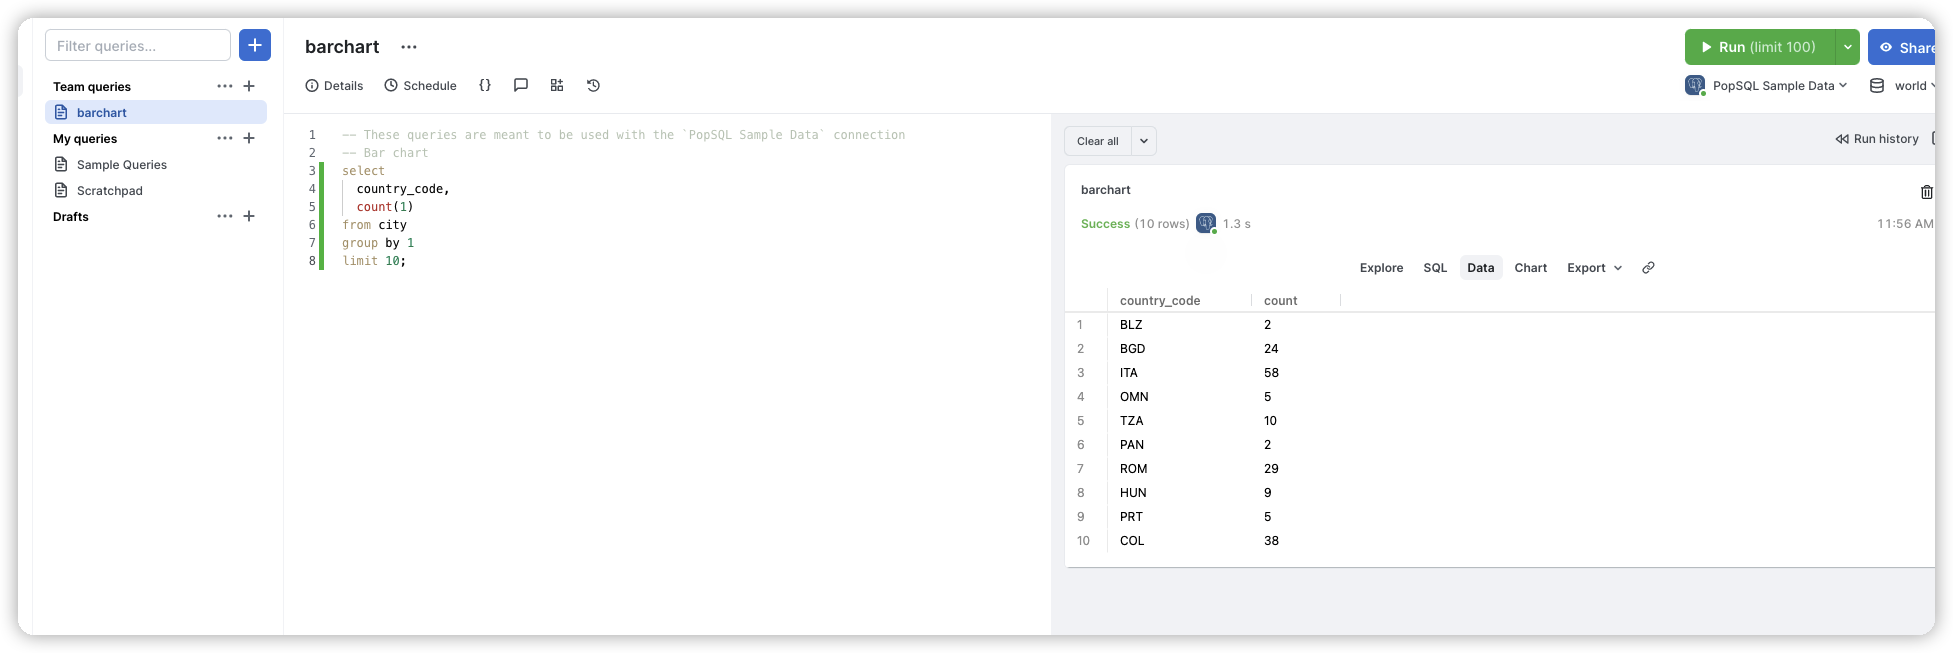 Filter queries...
Team queries
barchart
My queries
Sample Queries
Scratchpad
Drafts
barchart
Details Schedule {}
Run (limit 100)
Share
PopSQL Sample Data
world
1 -- These queries are meant to be used with the `PopSQL Sample Data` connection
2 -- Bar chart
3 select
4 country_code,
5 count(1)
6 from city
7 group by 1
8 limit 10;
Clear all
Run history
barchart
Success (10 rows) 1.3 s
11:56 AM
Explore SQL Data Chart Export
country_code count
1 BLZ 2
2 BGD 24
3 ITA 58
4 OMN 5
5 TZA 10
6 PAN 2
7 ROM 29
8 HUN 9
9 PRT 5
10 COL 38